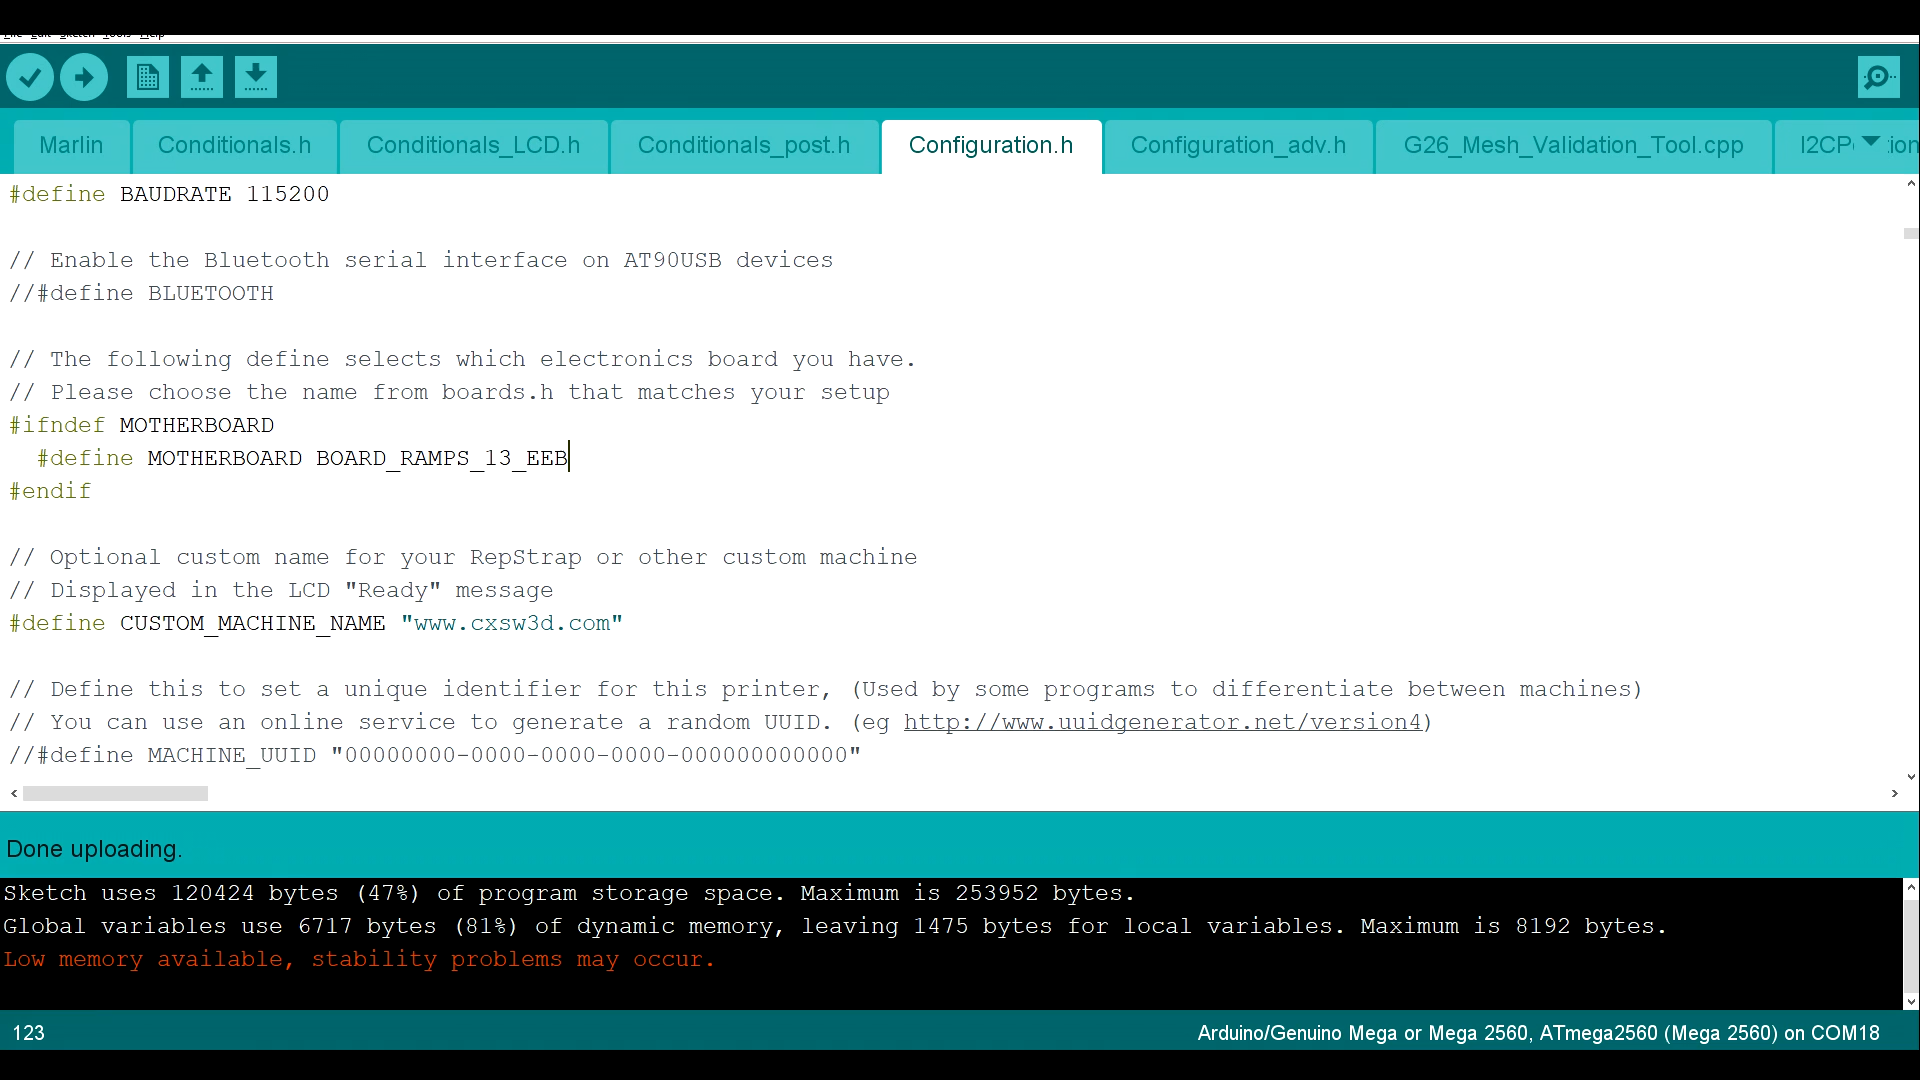 File Edit Sketch Tools Help
Marlin Conditionals.h Conditionals_LCD.h Conditionals_post.h Configuration.h Configuration_adv.h G26_Mesh_Validation_Tool.cpp I2CP tion
#define BAUDRATE 115200
// Enable the Bluetooth serial interface on AT90USB devices
//#define BLUETOOTH
// The following define selects which electronics board you have.
// Please choose the name from boards.h that matches your setup
#ifndef MOTHERBOARD
#define MOTHERBOARD BOARD_RAMPS_13_EEB
#endif
// Optional custom name for your RepStrap or other custom machine
// Displayed in the LCD "Ready" message
#define CUSTOM_MACHINE_NAME "www.cxsw3d.com"
// Define this to set a unique identifier for this printer, (Used by some programs to differentiate between machines)
// You can use an online service to generate a random UUID. (eg http://www.uuidgenerator.net/version4)
//#define MACHINE_UUID "00000000-0000-0000-0000-000000000000"
Done uploading.
Sketch uses 120424 bytes (47%) of program storage space. Maximum is 253952 bytes.
Global variables use 6717 bytes (81%) of dynamic memory, leaving 1475 bytes for local variables. Maximum is 8192 bytes.
Low memory available, stability problems may occur.
123 Arduino/Genuino Mega or Mega 2560, ATmega2560 (Mega 2560) on COM18